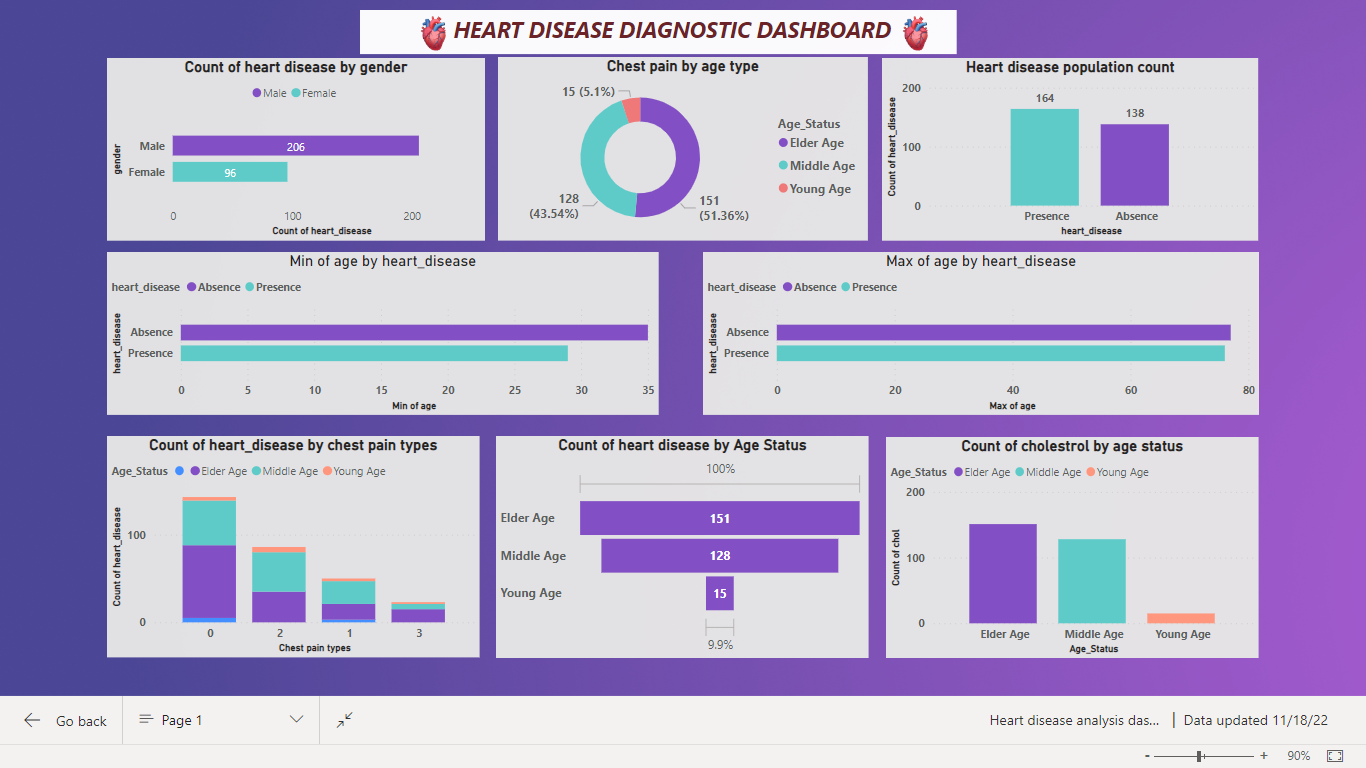 HEART DISEASE DIAGNOSTIC DASHBOARD
Count of heart disease by gender
Male Female
gender
Male
206
Female
96
0 100 200
Count of heart_disease
Chest pain by age type
15 (5.1%)
128
(43.54%)
151
(51.36%)
Age_Status
Elder Age
Middle Age
Young Age
Heart disease population count
Count of heart_disease
200
100
0
164
138
Presence Absence
heart_disease
Min of age by heart_disease
heart_disease Absence Presence
heart_disease
Absence
Presence
0 5 10 15 20 25 30 35
Min of age
Max of age by heart_disease
heart_disease Absence Presence
heart_disease
Absence
Presence
0 20 40 60 80
Max of age
Count of heart_disease by chest pain types
Age_Status Elder Age Middle Age Young Age
Count of heart_disease
100
0
0 2 1 3
Chest pain types
Count of heart disease by Age Status
100%
Elder Age
151
Middle Age
128
Young Age
15
9.9%
Count of cholestrol by age status
Age_Status Elder Age Middle Age Young Age
Count of chol
200
100
0
Elder Age Middle Age Young Age
Age_Status
Go back
Page 1
Heart disease analysis das... | Data updated 11/18/22
- + 90%